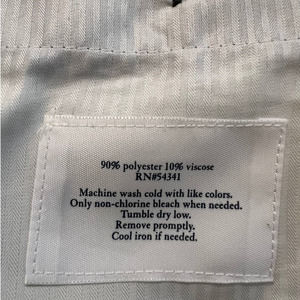 90% polyester 10% viscose
RN#54341
Machine wash cold with like colors.
Only non-chlorine bleach when needed.
Tumble dry low.
Remove promptly.
Cool iron if needed.